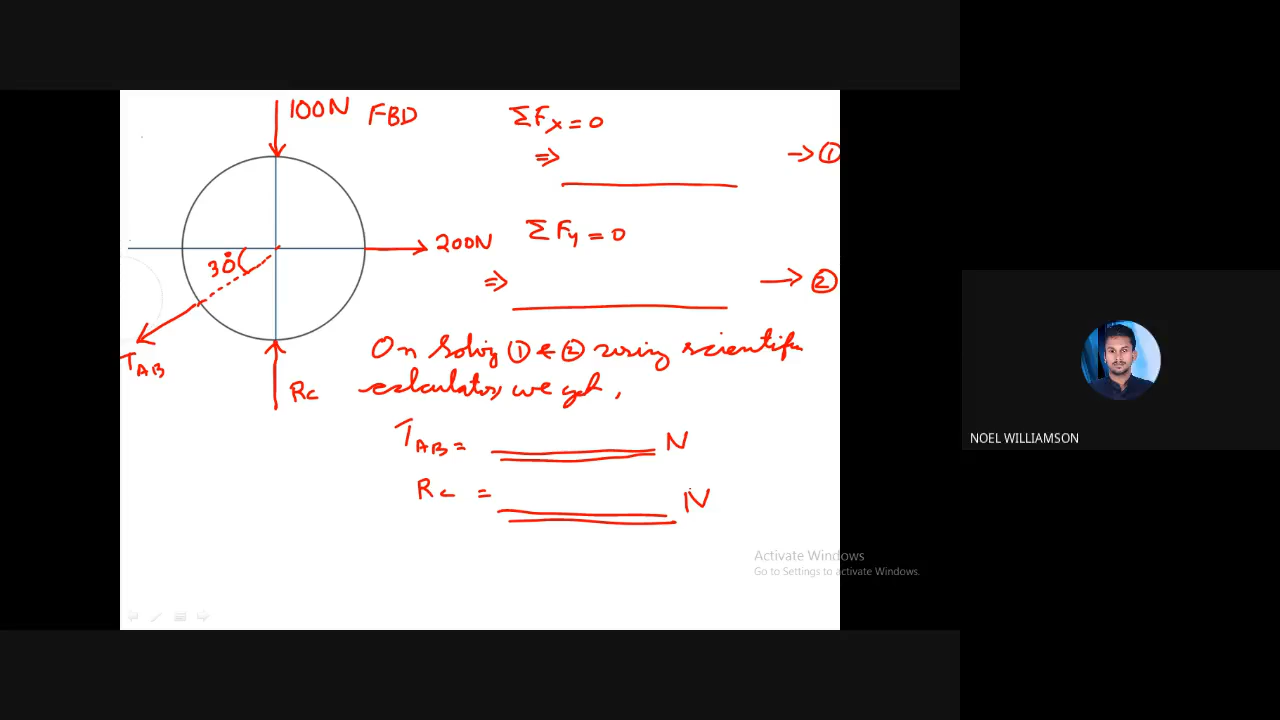 100N FBD
ΣFx = 0
⇒ → ①
200N
ΣFy = 0
30°
⇒ → ②
TAB
Rc
On solving ① & ② using scientific
calculator, we get,
TAB = N
Rc = N
Activate Windows
Go to Settings to activate Windows.
NOEL WILLIAMSON